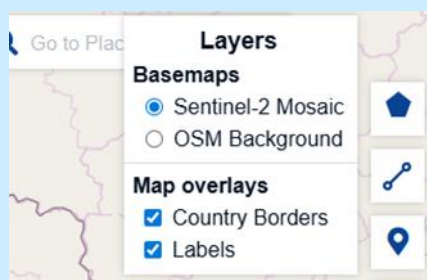 Go to Plac
Layers
Basemaps
Sentinel-2 Mosaic
OSM Background
Map overlays
Country Borders
Labels